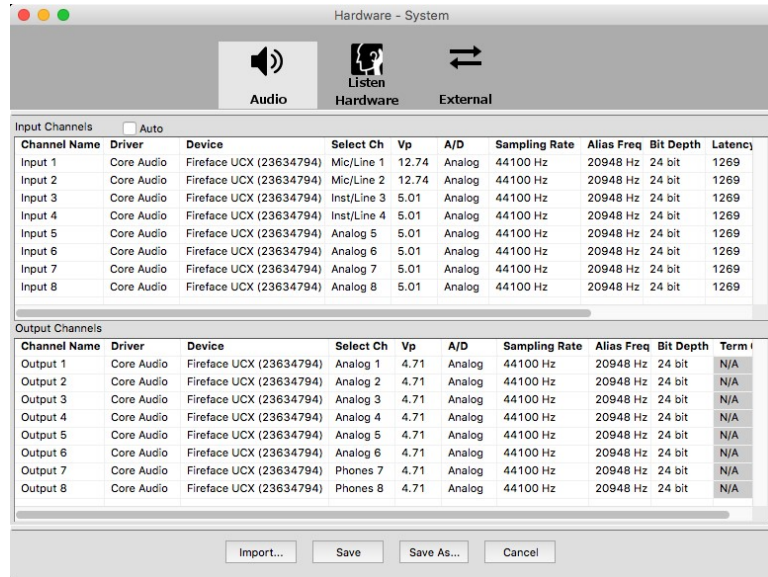 Hardware - System
Audio
Listen
Hardware
External
Input Channels Auto
Channel Name Driver Device Select Ch Vp A/D Sampling Rate Alias Freq Bit Depth Latency
Input 1 Core Audio Fireface UCX (23634794) Mic/Line 1 12.74 Analog 44100 Hz 20948 Hz 24 bit 1269
Input 2 Core Audio Fireface UCX (23634794) Mic/Line 2 12.74 Analog 44100 Hz 20948 Hz 24 bit 1269
Input 3 Core Audio Fireface UCX (23634794) Inst/Line 3 5.01 Analog 44100 Hz 20948 Hz 24 bit 1269
Input 4 Core Audio Fireface UCX (23634794) Inst/Line 4 5.01 Analog 44100 Hz 20948 Hz 24 bit 1269
Input 5 Core Audio Fireface UCX (23634794) Analog 5 5.01 Analog 44100 Hz 20948 Hz 24 bit 1269
Input 6 Core Audio Fireface UCX (23634794) Analog 6 5.01 Analog 44100 Hz 20948 Hz 24 bit 1269
Input 7 Core Audio Fireface UCX (23634794) Analog 7 5.01 Analog 44100 Hz 20948 Hz 24 bit 1269
Input 8 Core Audio Fireface UCX (23634794) Analog 8 5.01 Analog 44100 Hz 20948 Hz 24 bit 1269
Output Channels
Channel Name Driver Device Select Ch Vp A/D Sampling Rate Alias Freq Bit Depth Term
Output 1 Core Audio Fireface UCX (23634794) Analog 1 4.71 Analog 44100 Hz 20948 Hz 24 bit N/A
Output 2 Core Audio Fireface UCX (23634794) Analog 2 4.71 Analog 44100 Hz 20948 Hz 24 bit N/A
Output 3 Core Audio Fireface UCX (23634794) Analog 3 4.71 Analog 44100 Hz 20948 Hz 24 bit N/A
Output 4 Core Audio Fireface UCX (23634794) Analog 4 4.71 Analog 44100 Hz 20948 Hz 24 bit N/A
Output 5 Core Audio Fireface UCX (23634794) Analog 5 4.71 Analog 44100 Hz 20948 Hz 24 bit N/A
Output 6 Core Audio Fireface UCX (23634794) Analog 6 4.71 Analog 44100 Hz 20948 Hz 24 bit N/A
Output 7 Core Audio Fireface UCX (23634794) Phones 7 4.71 Analog 44100 Hz 20948 Hz 24 bit N/A
Output 8 Core Audio Fireface UCX (23634794) Phones 8 4.71 Analog 44100 Hz 20948 Hz 24 bit N/A
Import... Save Save As... Cancel